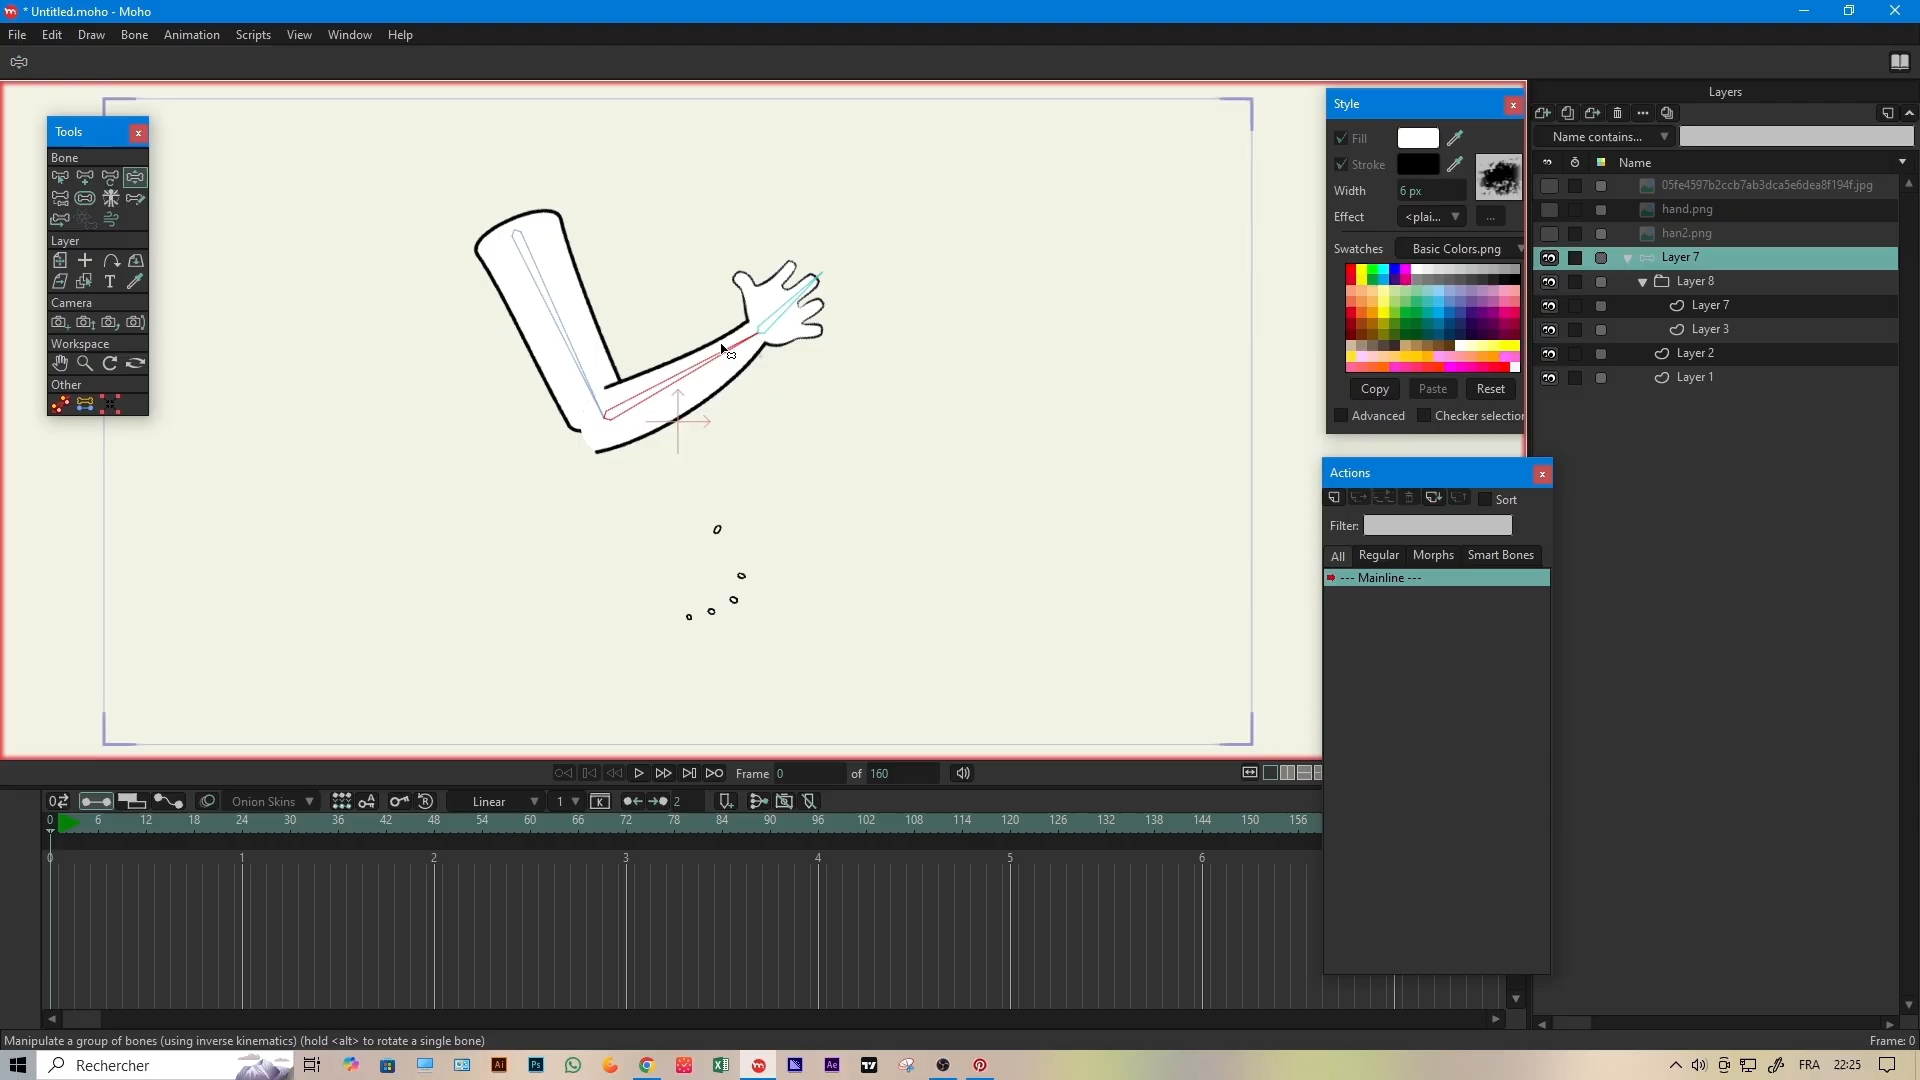 * Untitled.moho - Moho
File Edit Draw Bone Animation Scripts View Window Help
Tools
Bone
Layer
Camera
Workspace
Other
Style
Fill
Stroke
Width 6 px
Effect <plai... ...
Swatches Basic Colors.png
Copy Paste Reset
Advanced Checker selection
Actions
Sort
Filter:
All Regular Morphs Smart Bones
--- Mainline ---
Layers
Name contains...
Name
05fe4597b2ccb7ab3dca5e6dea8f194f.jpg
hand.png
han2.png
Layer 7
Layer 8
Layer 7
Layer 3
Layer 2
Layer 1
Frame 0 of 160
Onion Skins Linear 1 2
0 6 12 18 24 30 36 42 48 54 60 66 72 78 84 90 96 102 108 114 120 126 132 138 144 150 156
0 1 2 3 4 5 6
Manipulate a group of bones (using inverse kinematics) (hold <alt> to rotate a single bone) Frame: 0
Rechercher
FRA 22:25